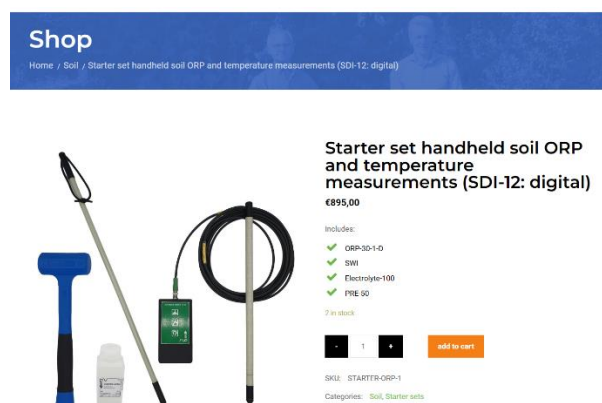 Shop
Home / Soil / Starter set handheld soil ORP and temperature measurements (SDI-12: digital)
Starter set handheld soil ORP
and temperature
measurements (SDI-12: digital)
€895,00
Includes:
ORP-30-1-D
SWI
Electrolyte-100
PRE 50
2 in stock
- 1 +
add to cart
SKU: STARTER-ORP-1
Categories: Soil, Starter sets